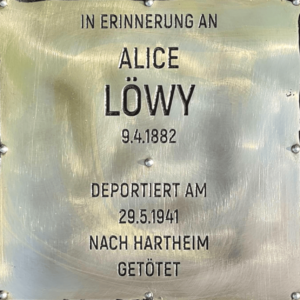 IN ERINNERUNG AN
ALICE
LÖWY
9.4.1882
DEPORTIERT AM
29.5.1941
NACH HARTHEIM
GETÖTET